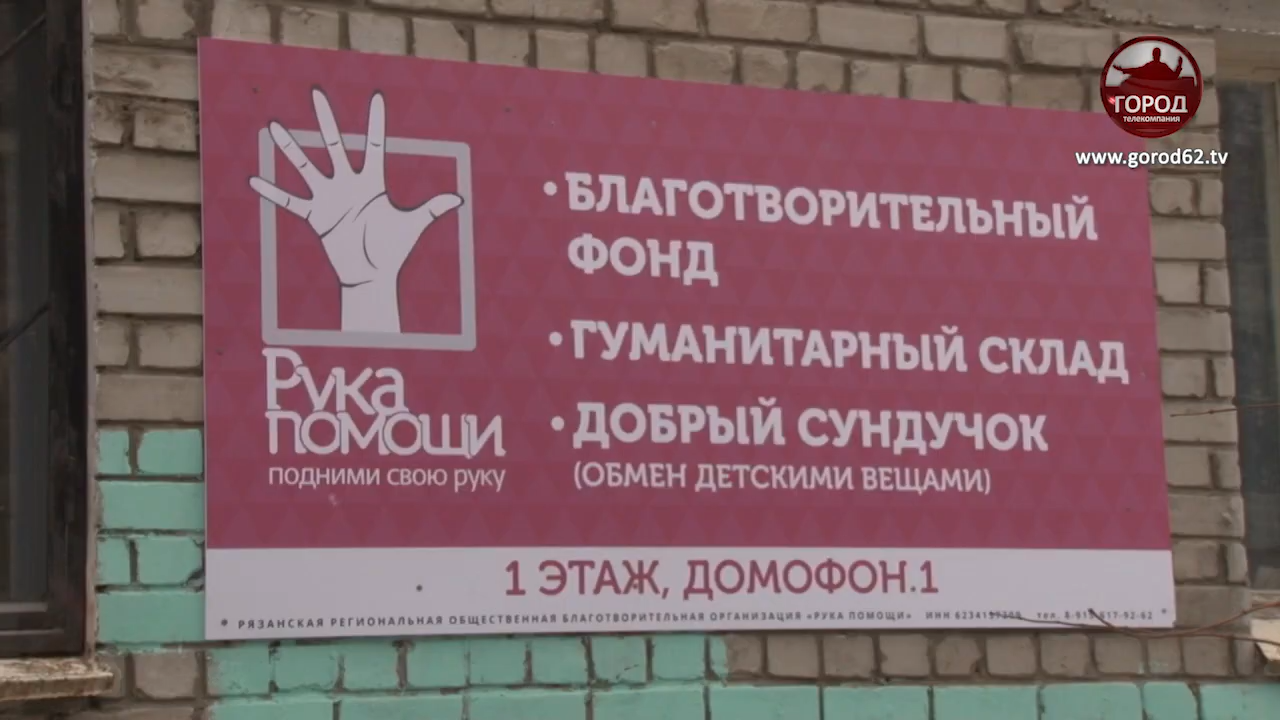 ГОРОД
телекомпания
www.gorod62.tv
• БЛАГОТВОРИТЕЛЬНЫЙ
ФОНД
• ГУМАНИТАРНЫЙ СКЛАД
• ДОБРЫЙ СУНДУЧОК
(ОБМЕН ДЕТСКИМИ ВЕЩАМИ)
Рука
помощи
подними свою руку
1 ЭТАЖ, ДОМОФОН.1
РЯЗАНСКАЯ РЕГИОНАЛЬНАЯ ОБЩЕСТВЕННАЯ БЛАГОТВОРИТЕЛЬНАЯ ОРГАНИЗАЦИЯ «РУКА ПОМОЩИ» ИНН тел.